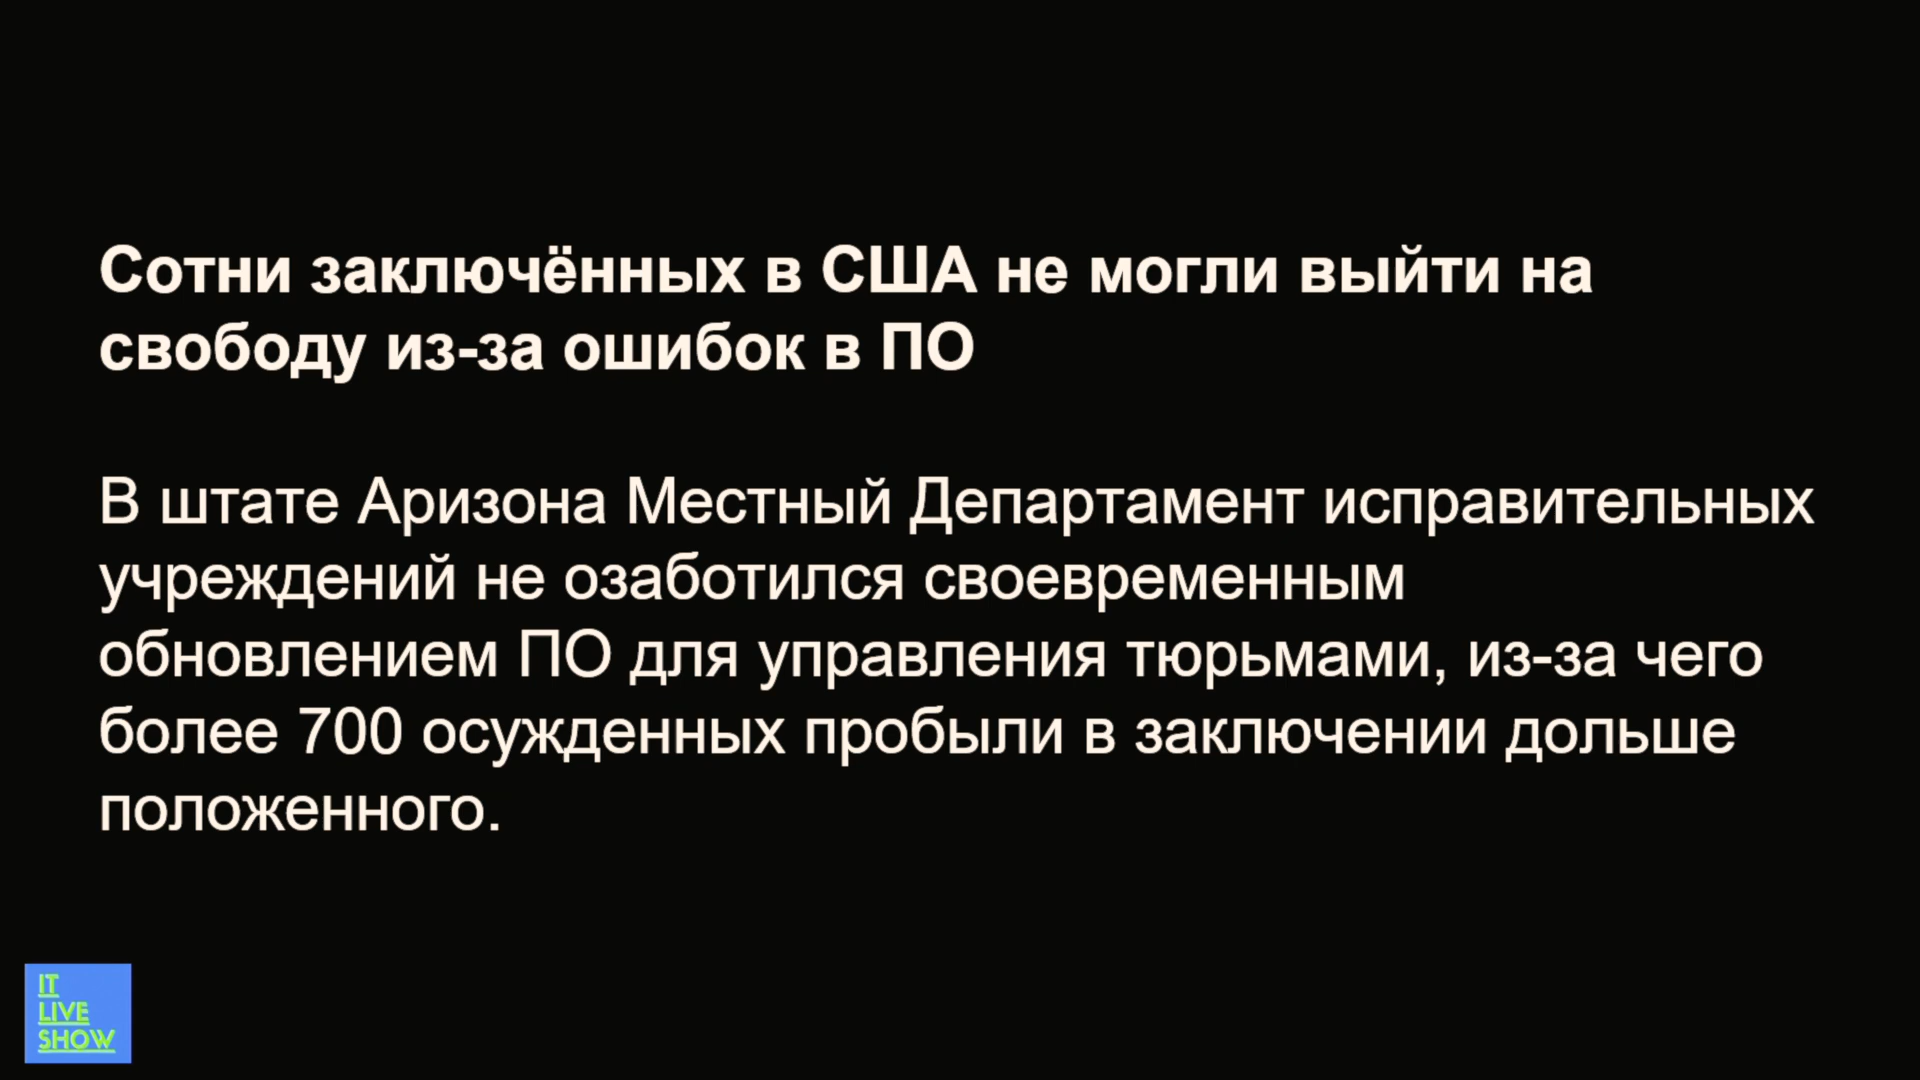 Сотни заключённых в США не могли выйти на
свободу из-за ошибок в ПО
В штате Аризона Местный Департамент исправительных
учреждений не озаботился своевременным
обновлением ПО для управления тюрьмами, из-за чего
более 700 осужденных пробыли в заключении дольше
положенного.
IT
LIVE
SHOW